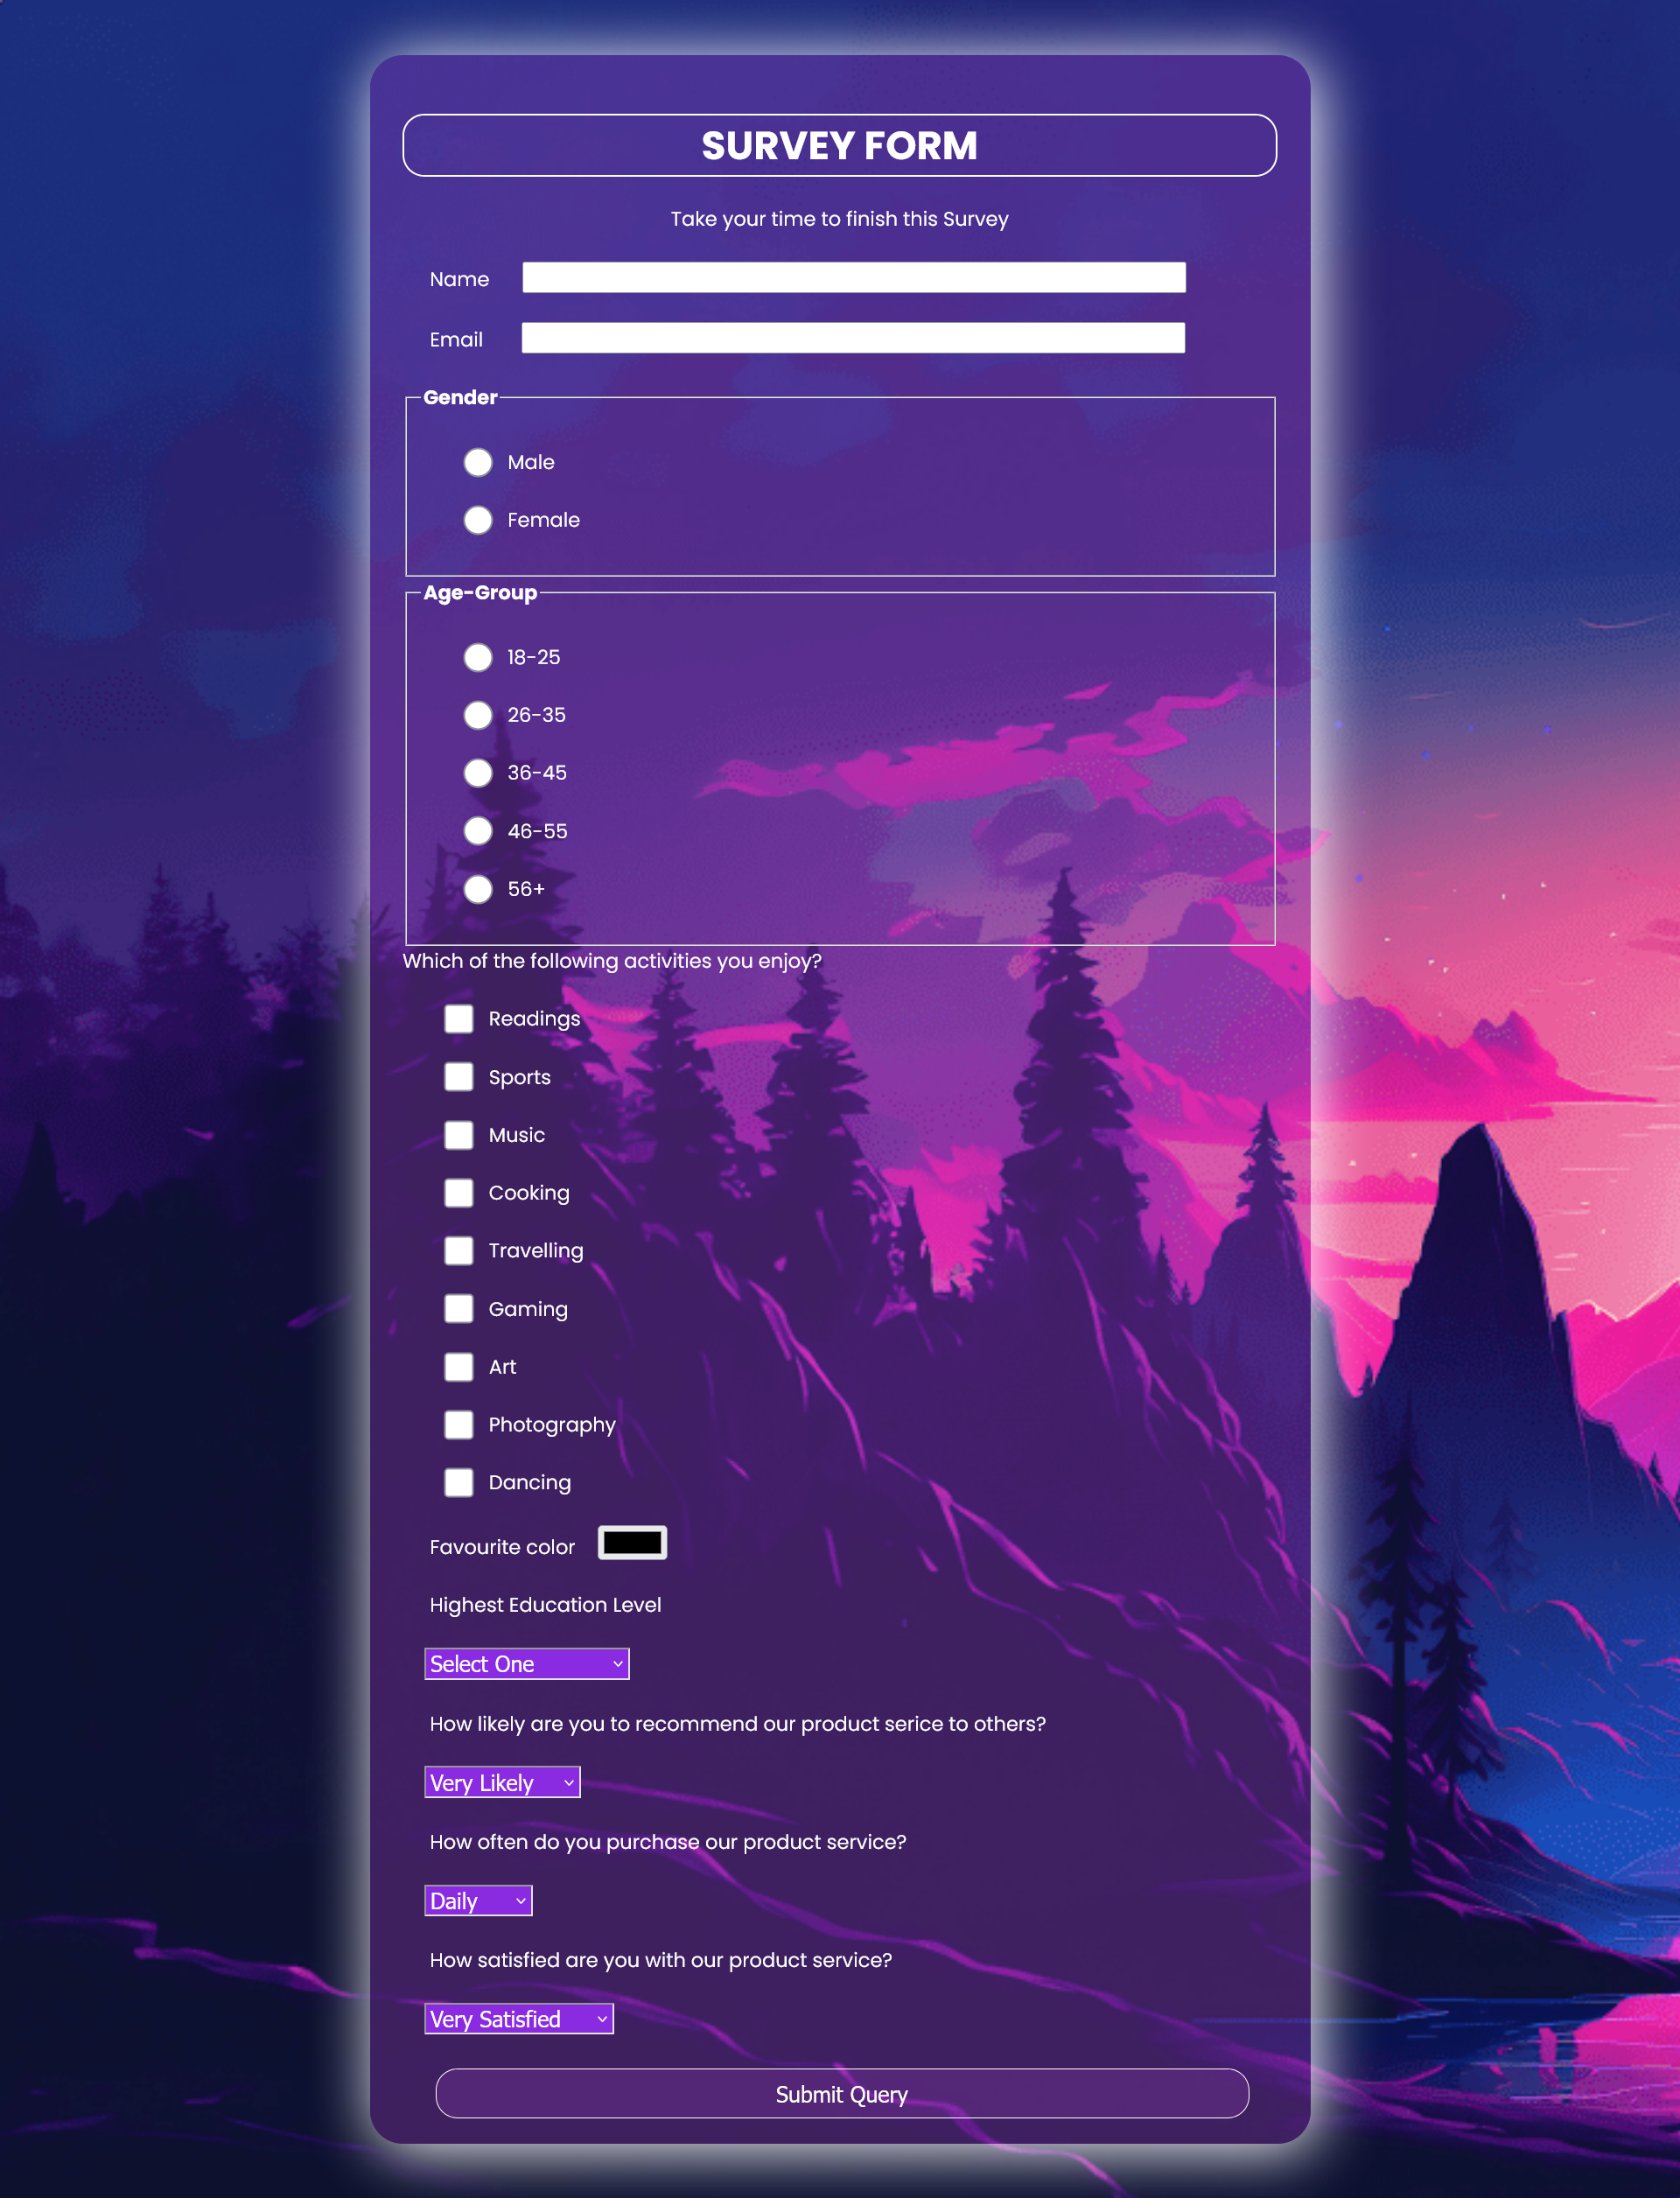 SURVEY FORM
Take your time to finish this Survey
Name
Email
Gender
Male
Female
Age-Group
18-25
26-35
36-45
46-55
56+
Which of the following activities you enjoy?
Readings
Sports
Music
Cooking
Travelling
Gaming
Art
Photography
Dancing
Favourite color
Highest Education Level
Select One
How likely are you to recommend our product serice to others?
Very Likely
How often do you purchase our product service?
Daily
How satisfied are you with our product service?
Very Satisfied
Submit Query